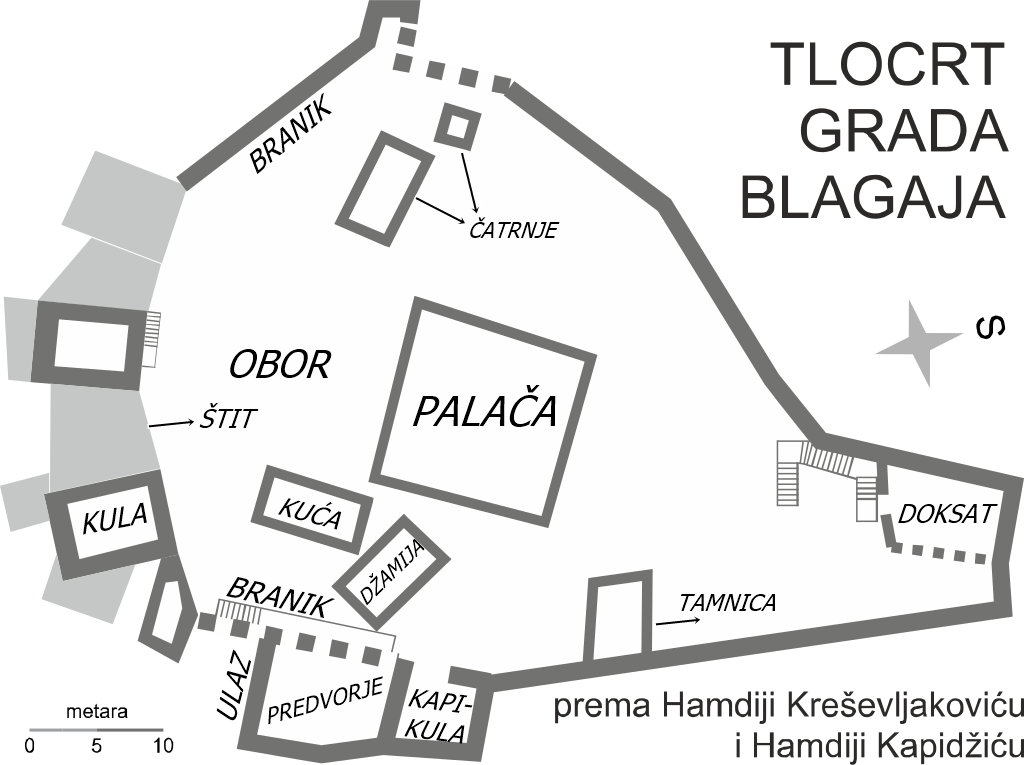 TLOCRT
GRADA
BLAGAJA
BRANIK
ČATRNJE
S
OBOR
PALAČA
ŠTIT
KULA
KUĆA
DŽAMIJA
DOKSAT
BRANIK
TAMNICA
ULAZ
PREDVORJE
KAPI-
KULA
metara
0 5 10
prema Hamdiji Kreševljakoviću
i Hamdiji Kapidžiću